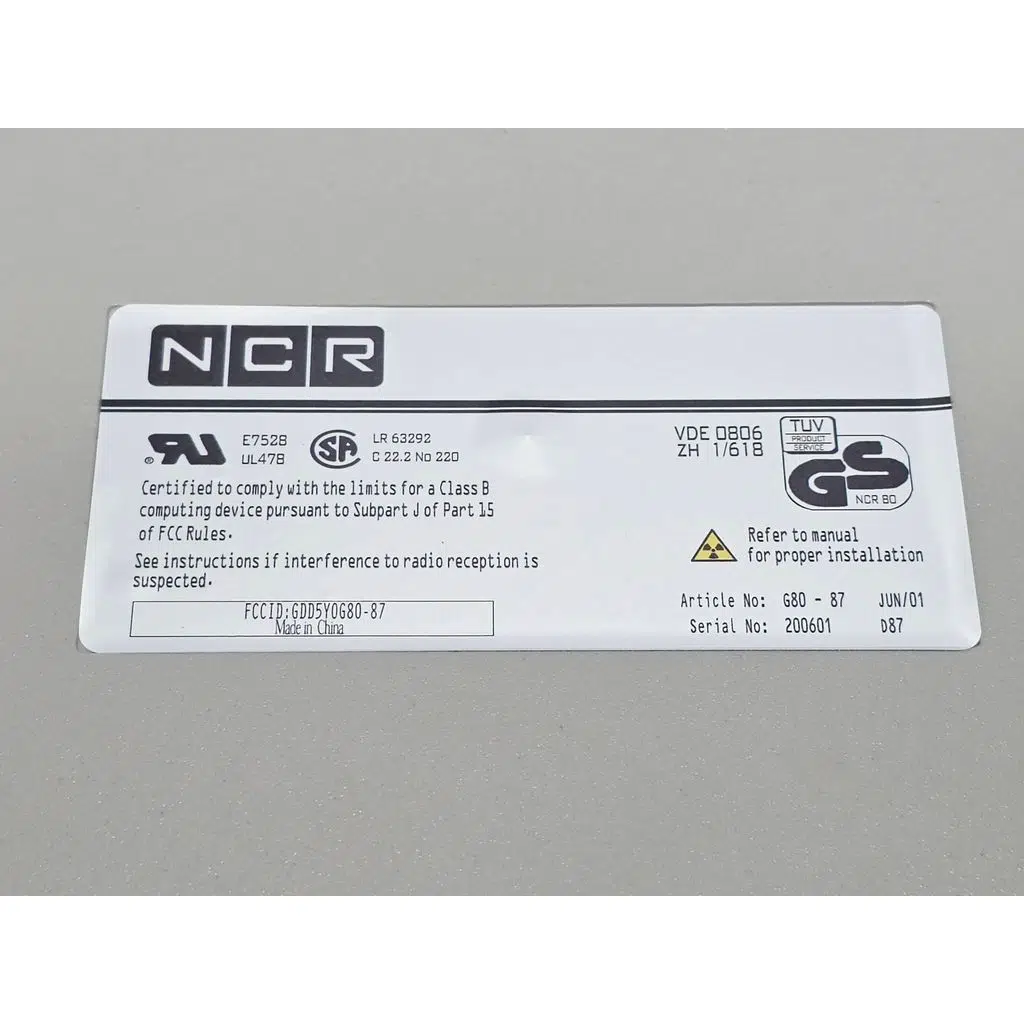 NCR
E7528
UL478
SA
LR 63292
C 22.2 No 220
Certified to comply with the limits for a Class B
computing device pursuant to Subpart J of Part 15
of FCC Rules.
See instructions if interference to radio reception is
suspected.
FCCID:GDD5Y0G80-87
Made in China
VDE 0806
ZH 1/618
TUV
PRODUCT
SERVICE
GS
NCR 80
Refer to manual
for proper installation
Article No: G80 - 87 JUN/01
Serial No: 200601 D87